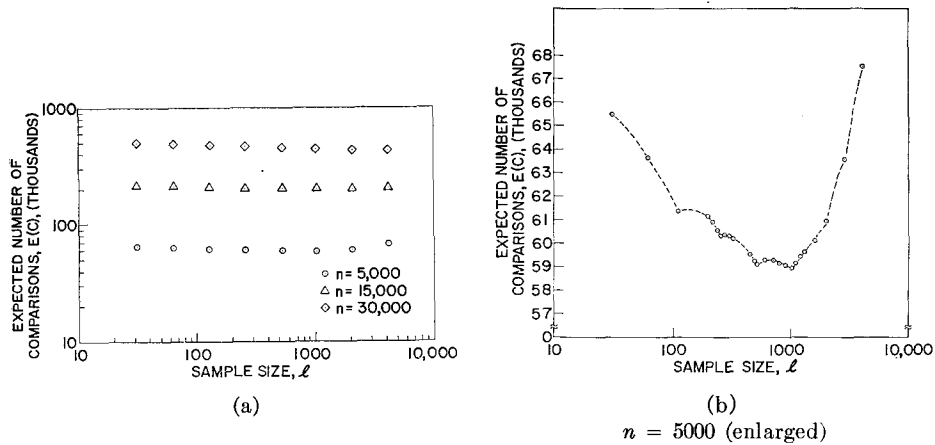 EXPECTED NUMBER OF
COMPARISONS, E(C), (THOUSANDS)
1000
100
10
○ n= 5,000
△ n= 15,000
◇ n= 30,000
10 100 1000 10,000
SAMPLE SIZE, ℓ
(a)
EXPECTED NUMBER OF
COMPARISONS, E(C), (THOUSANDS)
68
67
66
65
64
63
62
61
60
59
58
57
0
10 100 1000 10,000
SAMPLE SIZE, ℓ
(b)
n = 5000 (enlarged)